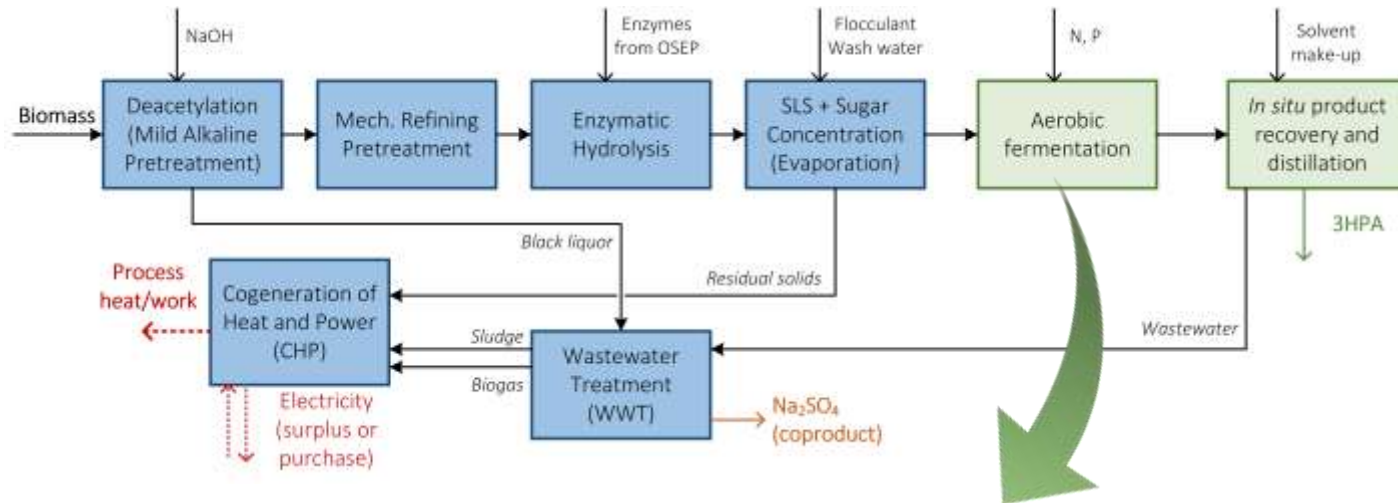 NaOH
Enzymes
from OSEP
Flocculant
Wash water
N, P
Solvent
make-up
Biomass
Deacetylation
(Mild Alkaline
Pretreatment)
Mech. Refining
Pretreatment
Enzymatic
Hydrolysis
SLS + Sugar
Concentration
(Evaporation)
Aerobic
fermentation
In situ product
recovery and
distillation
3HPA
Black liquor
Residual solids
Process
heat/work
Cogeneration of
Heat and Power
(CHP)
Sludge
Biogas
Wastewater
Treatment
(WWT)
Wastewater
Electricity
(surplus or
purchase)
Na₂SO₄
(coproduct)